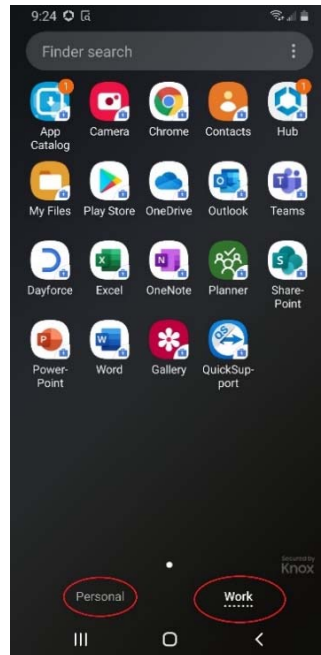 9:24
Finder search
1
1
App
Catalog
Camera
Chrome
Contacts
Hub
My Files
Play Store
OneDrive
Outlook
Teams
Dayforce
Excel
OneNote
Planner
Share-
Point
Power-
Point
Word
Gallery
QuickSup-
port
Secured by
Knox
Personal
Work